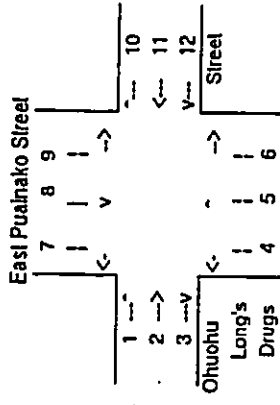 East Puainako Street
7 8 9
1
2
3
10
11
12
Ohuohu
Street
Long's
Drugs
4 5 6